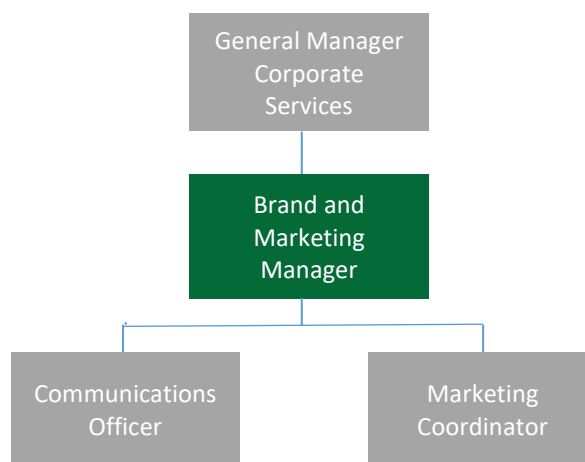 General Manager
Corporate
Services
Brand and
Marketing
Manager
Communications
Officer
Marketing
Coordinator